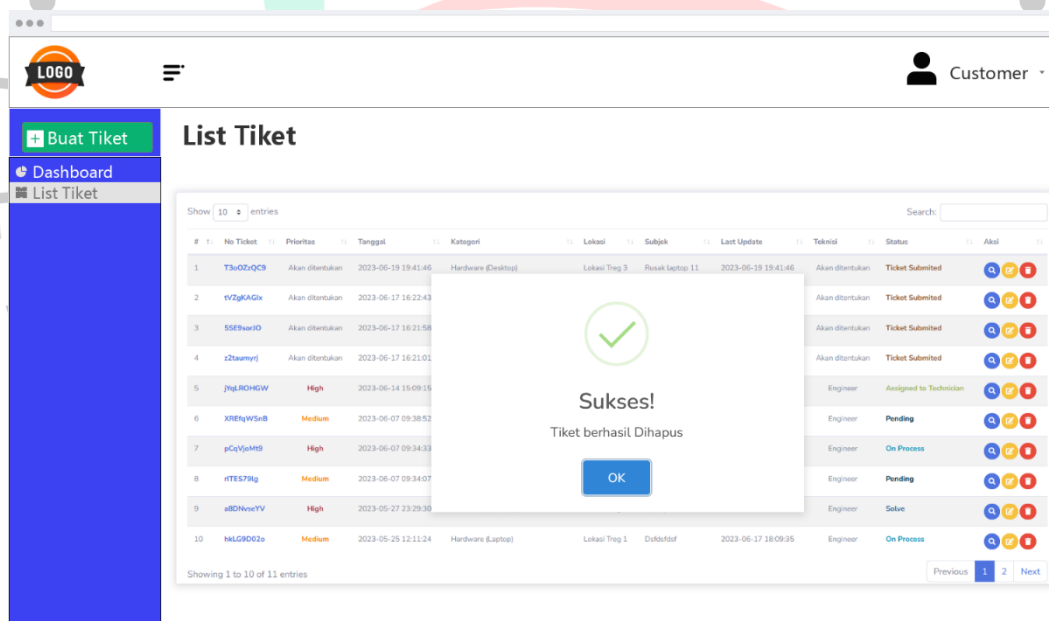 LOGO
Customer
Buat Tiket
Dashboard
List Tiket
List Tiket
Show 10 entries
Search:
# No Ticket Prioritas Tanggal Kategori Lokasi Subjek Last Update Teknisi Status Aksi
1 T3oOZzQC9 Akan ditentukan 2023-06-19 19:41:46 Hardware (Desktop) Lokasi Treg 3 Rusak laptop 11 2023-06-19 19:41:46 Akan ditentukan Ticket Submited
2 tVZgKAGlx Akan ditentukan 2023-06-17 16:22:43 Akan ditentukan Ticket Submited
3 5SE9sorJO Akan ditentukan 2023-06-17 16:21:58 Akan ditentukan Ticket Submited
4 z2taumyrj Akan ditentukan 2023-06-17 16:21:01 Akan ditentukan Ticket Submited
5 JYqLROHGW High 2023-06-14 15:09:15 Engineer Assigned to Technician
6 XREfqWSnB Medium 2023-06-07 09:38:52 Engineer Pending
7 pCqVjoMt9 High 2023-06-07 09:34:33 Engineer On Process
8 rITES79lg Medium 2023-06-07 09:34:07 Engineer Pending
9 a8DNvseYV High 2023-05-27 23:29:30 Engineer Solve
10 hkLG9D02o Medium 2023-05-25 12:11:24 Hardware (Laptop) Lokasi Treg 1 Dsfdsfdsf 2023-06-17 18:09:35 Engineer On Process
Sukses!
Tiket berhasil Dihapus
OK
Showing 1 to 10 of 11 entries
Previous 1 2 Next